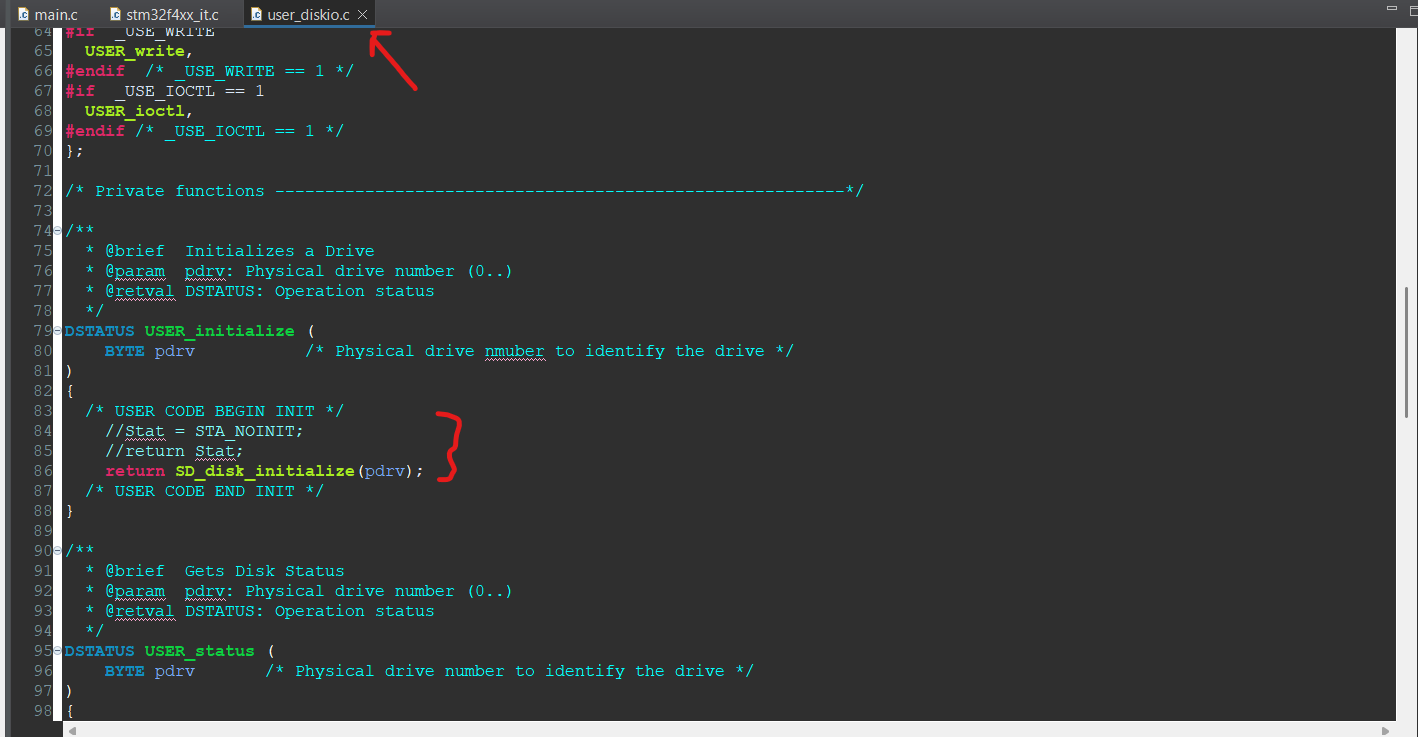 main.c stm32f4xx_it.c user_diskio.c
64 #if _USE_WRITE
65 USER_write,
66 #endif /* _USE_WRITE == 1 */
67 #if _USE_IOCTL == 1
68 USER_ioctl,
69 #endif /* _USE_IOCTL == 1 */
70 };
71
72 /* Private functions ---------------------------------------------------------*/
73
74 /**
75 * @brief Initializes a Drive
76 * @param pdrv: Physical drive number (0..)
77 * @retval DSTATUS: Operation status
78 */
79 DSTATUS USER_initialize (
80 BYTE pdrv /* Physical drive nmuber to identify the drive */
81 )
82 {
83 /* USER CODE BEGIN INIT */
84 //Stat = STA_NOINIT;
85 //return Stat;
86 return SD_disk_initialize(pdrv);
87 /* USER CODE END INIT */
88 }
89
90 /**
91 * @brief Gets Disk Status
92 * @param pdrv: Physical drive number (0..)
93 * @retval DSTATUS: Operation status
94 */
95 DSTATUS USER_status (
96 BYTE pdrv /* Physical drive number to identify the drive */
97 )
98 {